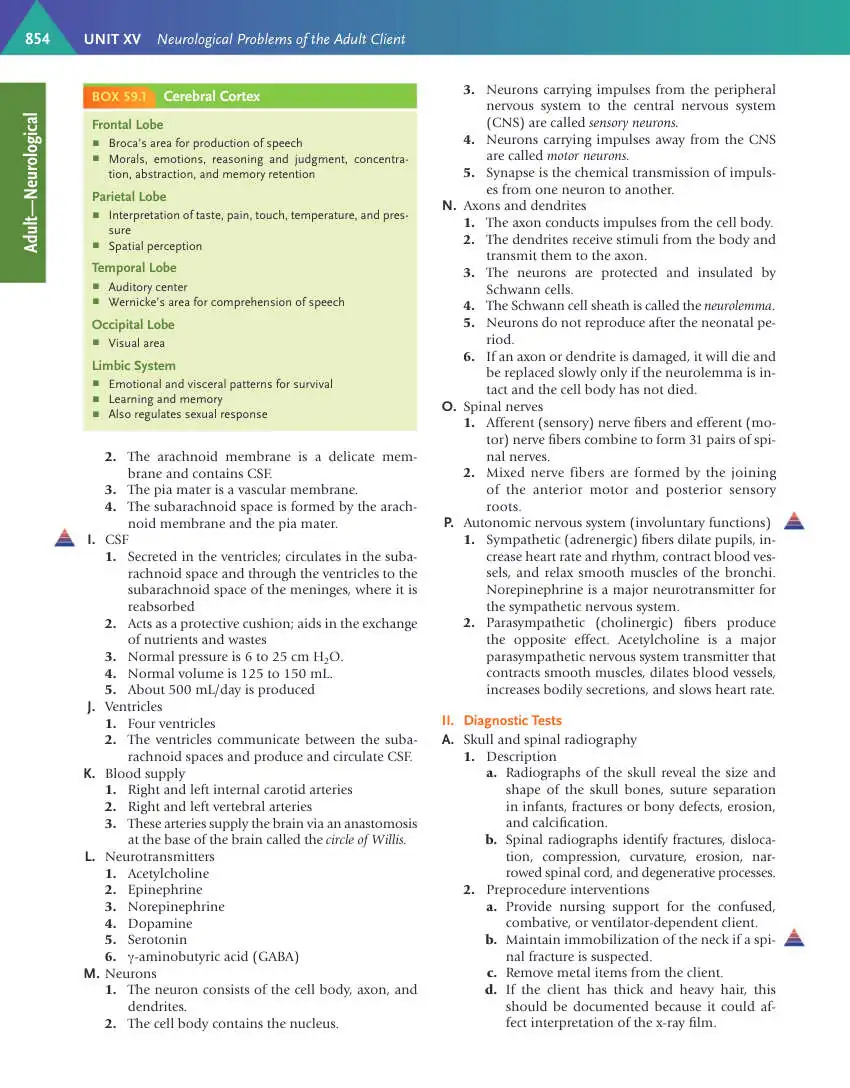 854 UNIT XV Neurological Problems of the Adult Client
Adult—Neurological
BOX 59.1 Cerebral Cortex
Frontal Lobe
■ Broca's area for production of speech
■ Morals, emotions, reasoning and judgment, concentra-
tion, abstraction, and memory retention
Parietal Lobe
■ Interpretation of taste, pain, touch, temperature, and pres-
sure
■ Spatial perception
Temporal Lobe
■ Auditory center
■ Wernicke's area for comprehension of speech
Occipital Lobe
■ Visual area
Limbic System
■ Emotional and visceral patterns for survival
■ Learning and memory
■ Also regulates sexual response
2. The arachnoid membrane is a delicate mem-
brane and contains CSF.
3. The pia mater is a vascular membrane.
4. The subarachnoid space is formed by the arach-
noid membrane and the pia mater.
I. CSF
1. Secreted in the ventricles; circulates in the suba-
rachnoid space and through the ventricles to the
subarachnoid space of the meninges, where it is
reabsorbed
2. Acts as a protective cushion; aids in the exchange
of nutrients and wastes
3. Normal pressure is 6 to 25 cm H₂O.
4. Normal volume is 125 to 150 mL.
5. About 500 mL/day is produced
J. Ventricles
1. Four ventricles
2. The ventricles communicate between the suba-
rachnoid spaces and produce and circulate CSF.
K. Blood supply
1. Right and left internal carotid arteries
2. Right and left vertebral arteries
3. These arteries supply the brain via an anastomosis
at the base of the brain called the circle of Willis.
L. Neurotransmitters
1. Acetylcholine
2. Epinephrine
3. Norepinephrine
4. Dopamine
5. Serotonin
6. γ-aminobutyric acid (GABA)
M. Neurons
1. The neuron consists of the cell body, axon, and
dendrites.
2. The cell body contains the nucleus.
3. Neurons carrying impulses from the peripheral
nervous system to the central nervous system
(CNS) are called sensory neurons.
4. Neurons carrying impulses away from the CNS
are called motor neurons.
5. Synapse is the chemical transmission of impuls-
es from one neuron to another.
N. Axons and dendrites
1. The axon conducts impulses from the cell body.
2. The dendrites receive stimuli from the body and
transmit them to the axon.
3. The neurons are protected and insulated by
Schwann cells.
4. The Schwann cell sheath is called the neurolemma.
5. Neurons do not reproduce after the neonatal pe-
riod.
6. If an axon or dendrite is damaged, it will die and
be replaced slowly only if the neurolemma is in-
tact and the cell body has not died.
O. Spinal nerves
1. Afferent (sensory) nerve fibers and efferent (mo-
tor) nerve fibers combine to form 31 pairs of spi-
nal nerves.
2. Mixed nerve fibers are formed by the joining
of the anterior motor and posterior sensory
roots.
P. Autonomic nervous system (involuntary functions)
1. Sympathetic (adrenergic) fibers dilate pupils, in-
crease heart rate and rhythm, contract blood ves-
sels, and relax smooth muscles of the bronchi.
Norepinephrine is a major neurotransmitter for
the sympathetic nervous system.
2. Parasympathetic (cholinergic) fibers produce
the opposite effect. Acetylcholine is a major
parasympathetic nervous system transmitter that
contracts smooth muscles, dilates blood vessels,
increases bodily secretions, and slows heart rate.
II. Diagnostic Tests
A. Skull and spinal radiography
1. Description
a. Radiographs of the skull reveal the size and
shape of the skull bones, suture separation
in infants, fractures or bony defects, erosion,
and calcification.
b. Spinal radiographs identify fractures, disloca-
tion, compression, curvature, erosion, nar-
rowed spinal cord, and degenerative processes.
2. Preprocedure interventions
a. Provide nursing support for the confused,
combative, or ventilator-dependent client.
b. Maintain immobilization of the neck if a spi-
nal fracture is suspected.
c. Remove metal items from the client.
d. If the client has thick and heavy hair, this
should be documented because it could af-
fect interpretation of the x-ray film.